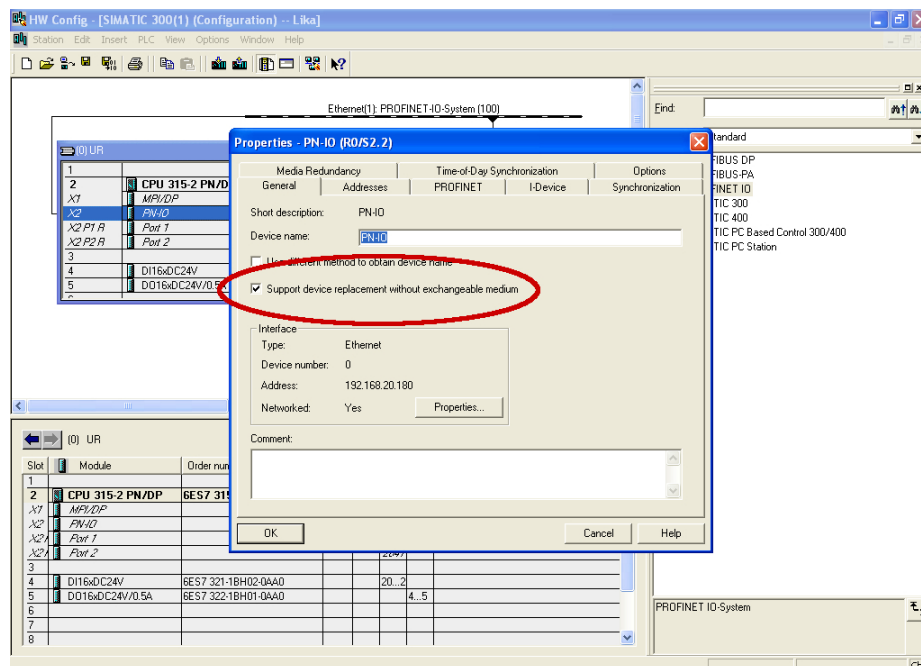 HW Config - [SIMATIC 300(1) (Configuration) -- Lika]
Station Edit Insert PLC View Options Window Help
Ethernet(1): PROFINET-IO-System (100)
Find:
(0) UR
Properties - PN-IO (R0/S2.2)
tandard
Media Redundancy Time-of-Day Synchronization Options
General Addresses PROFINET I-Device Synchronization
Short description: PN-IO
Device name: PN-IO
Use different method to obtain device name
Support device replacement without exchangeable medium
Interface
Type: Ethernet
Device number: 0
Address: 192.168.20.180
Networked: Yes Properties...
Comment:
OK Cancel Help
1
2 CPU 315-2 PN/D
X1 MPI/DP
X2 PN-IO
X2 P1 R Port 1
X2 P2 R Port 2
3
4 DI16xDC24V
5 DO16xDC24V/0.5A
FIBUS DP
FIBUS-PA
FINET IO
TIC 300
TIC 400
TIC PC Based Control 300/400
TIC PC Station
(0) UR
Slot Module Order num
1
2 CPU 315-2 PN/DP 6ES7 315
X1 MPI/DP
X2 PN-IO
X2 Port 1
X2 Port 2 2047
3
4 DI16xDC24V 6ES7 321-1BH02-0AA0 20...2
5 DO16xDC24V/0.5A 6ES7 322-1BH01-0AA0 4...5
6
7
8
PROFINET IO-System